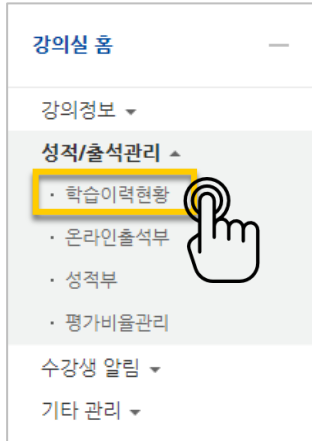 강의실 홈
강의정보
성적/출석관리
· 학습이력현황
· 온라인출석부
· 성적부
· 평가비율관리
수강생 알림
기타 관리